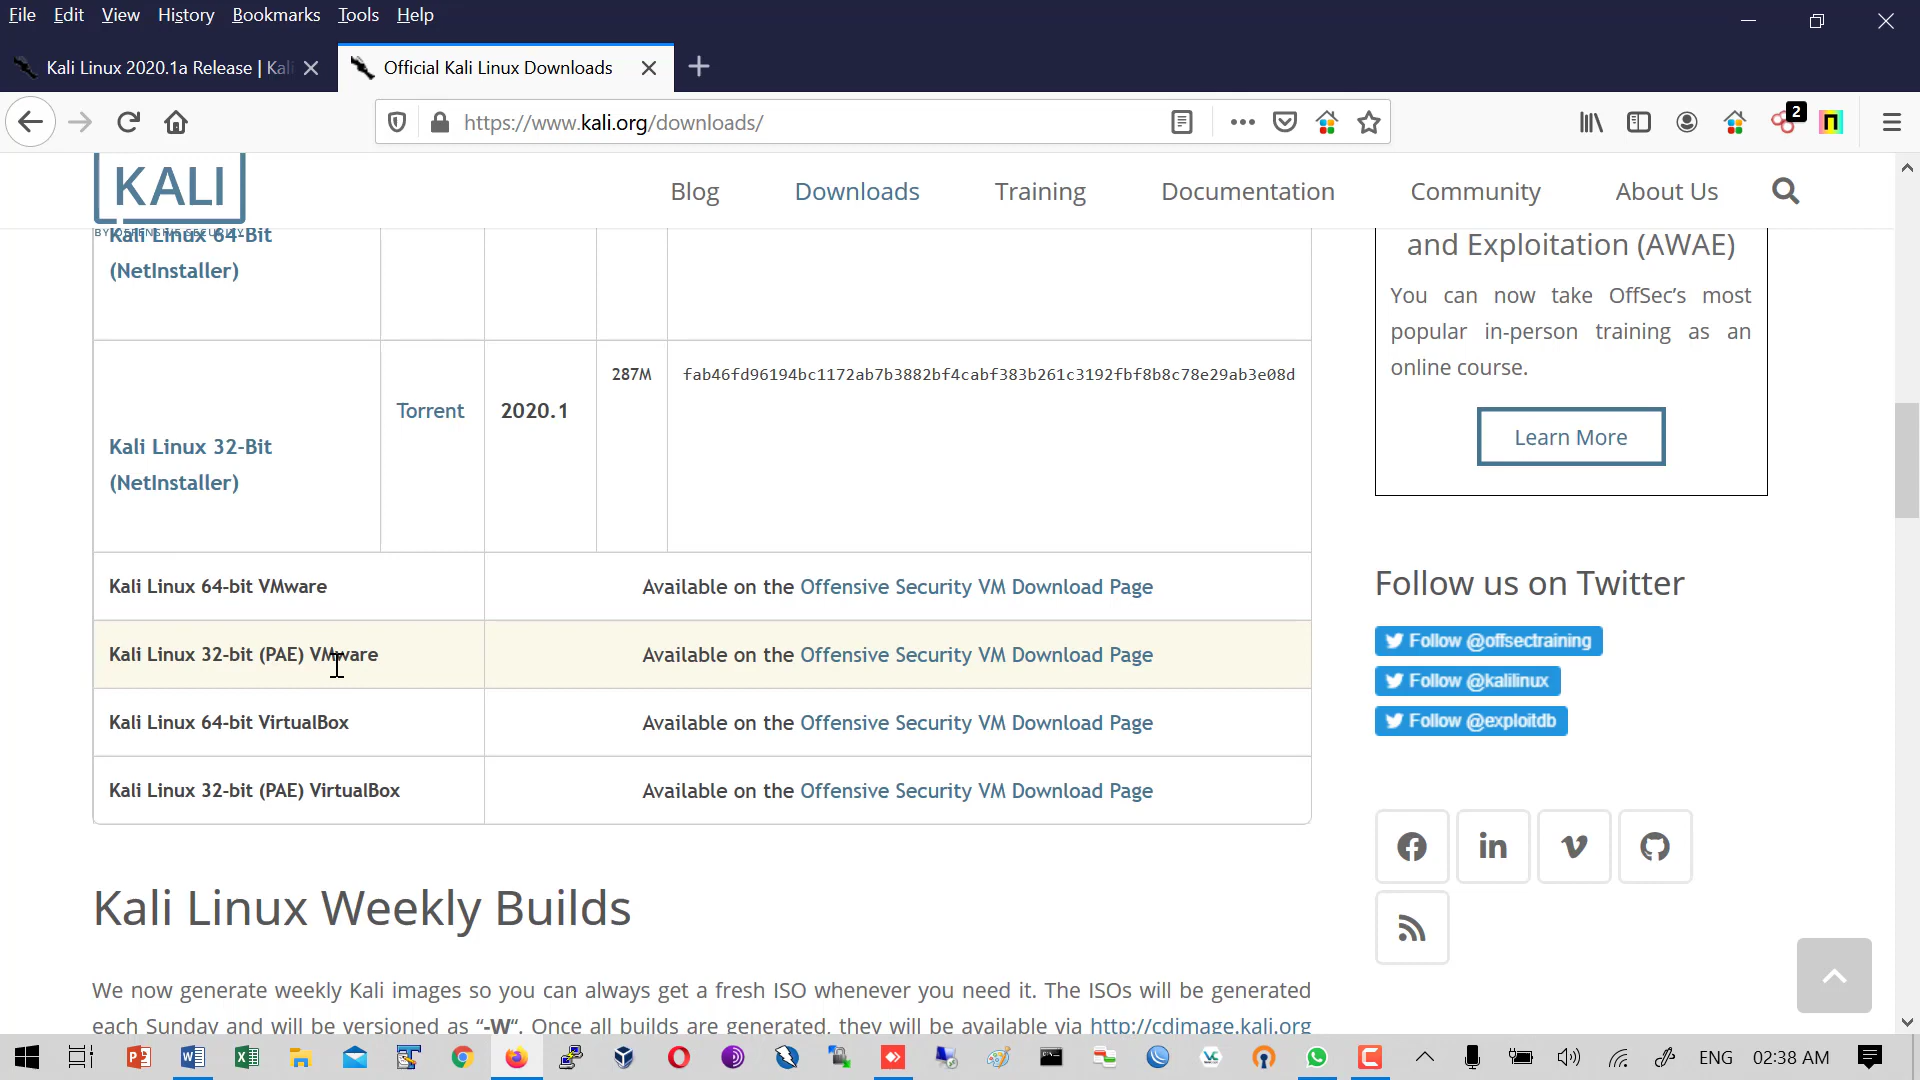 File Edit View History Bookmarks Tools Help
Kali Linux 2020.1a Release | Kali
Official Kali Linux Downloads
https://www.kali.org/downloads/
2
KALI
BY OFFENSIVE SECURITY
Blog Downloads Training Documentation Community About Us
Kali Linux 64-Bit
(NetInstaller)
Kali Linux 32-Bit
(NetInstaller)
Torrent
2020.1
287M
fab46fd96194bc1172ab7b3882bf4cabf383b261c3192fbf8b8c78e29ab3e08d
Kali Linux 64-bit VMware Available on the Offensive Security VM Download Page
Kali Linux 32-bit (PAE) VMware Available on the Offensive Security VM Download Page
Kali Linux 64-bit VirtualBox Available on the Offensive Security VM Download Page
Kali Linux 32-bit (PAE) VirtualBox Available on the Offensive Security VM Download Page
Kali Linux Weekly Builds
We now generate weekly Kali images so you can always get a fresh ISO whenever you need it. The ISOs will be generated
each Sunday and will be versioned as “-W“. Once all builds are generated, they will be available via http://cdimage.kali.org
and Exploitation (AWAE)
You can now take OffSec’s most
popular in-person training as an
online course.
Learn More
Follow us on Twitter
Follow @offsectraining
Follow @kalilinux
Follow @exploitdb
ENG 02:38 AM